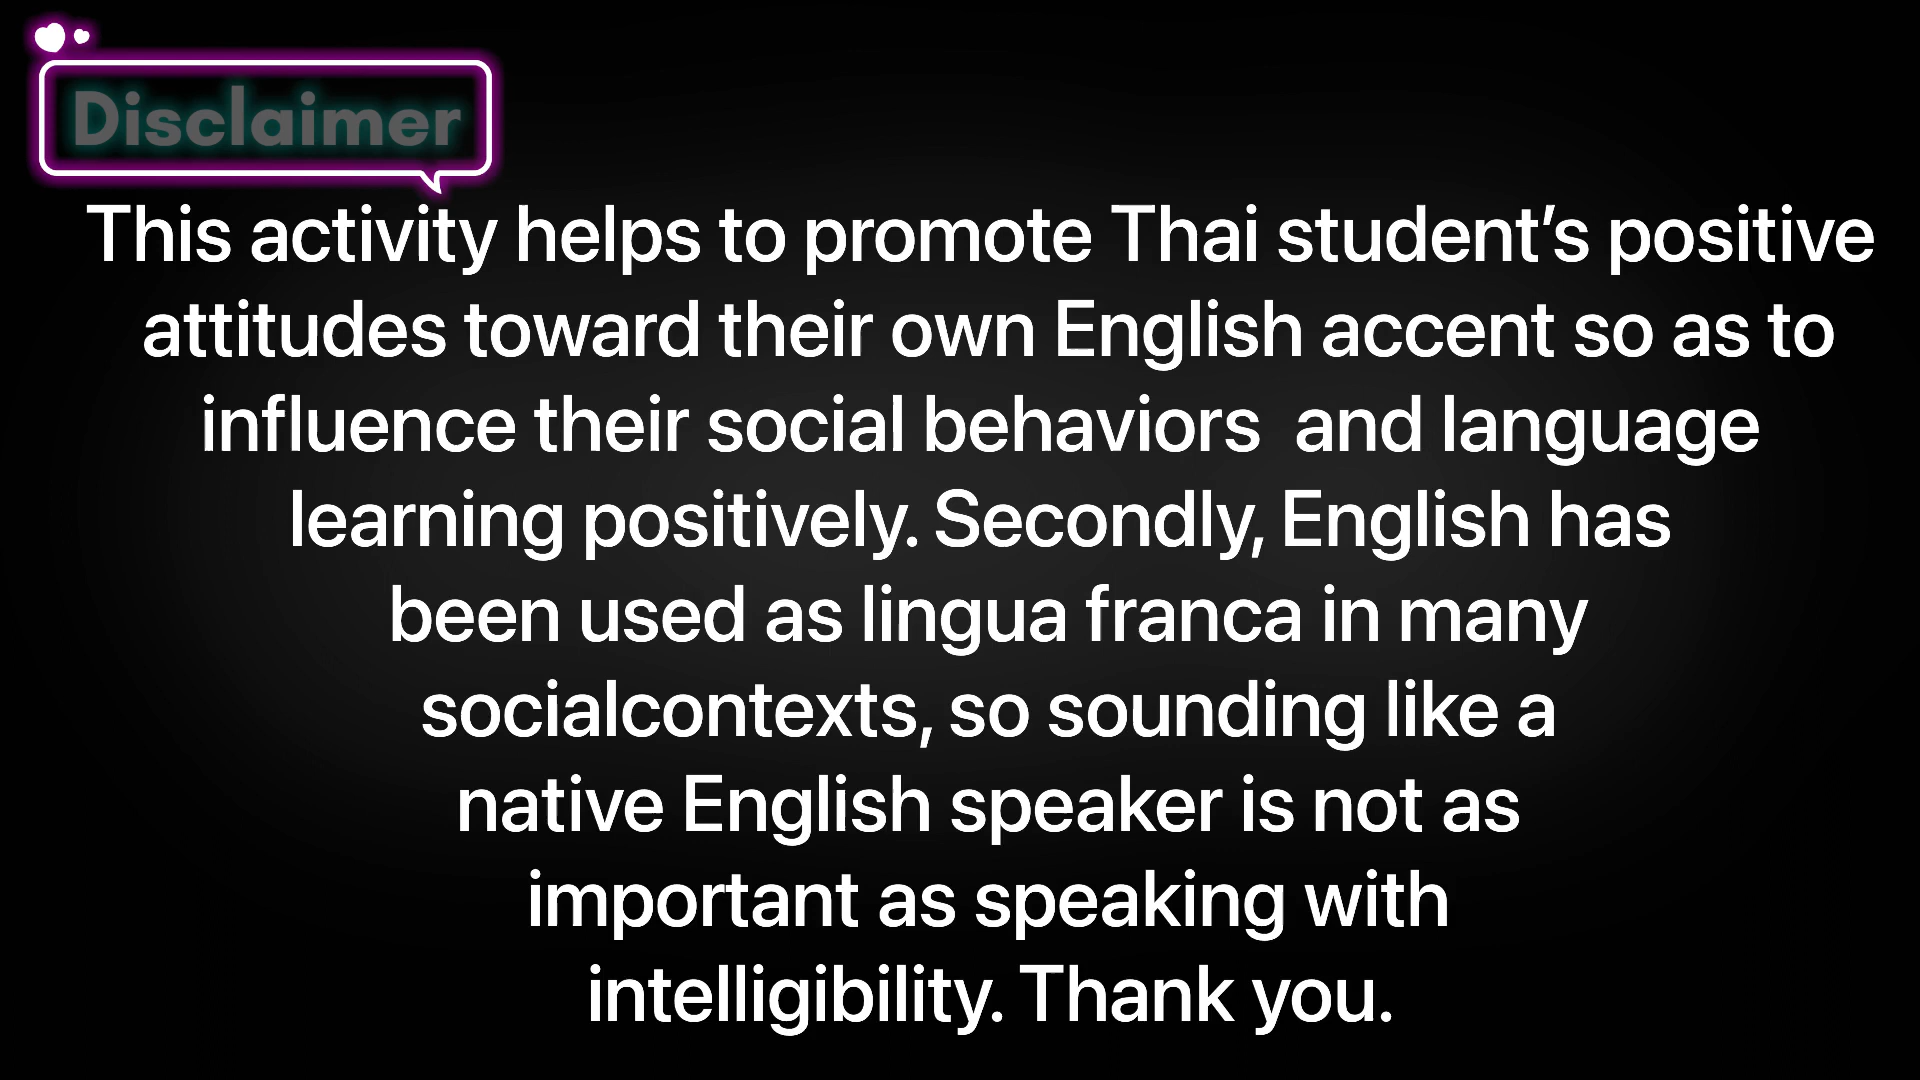 Disclaimer
This activity helps to promote Thai student’s positive
attitudes toward their own English accent so as to
influence their social behaviors  and language
learning positively. Secondly, English has
been used as lingua franca in many
socialcontexts, so sounding like a
native English speaker is not as
important as speaking with
intelligibility. Thank you.